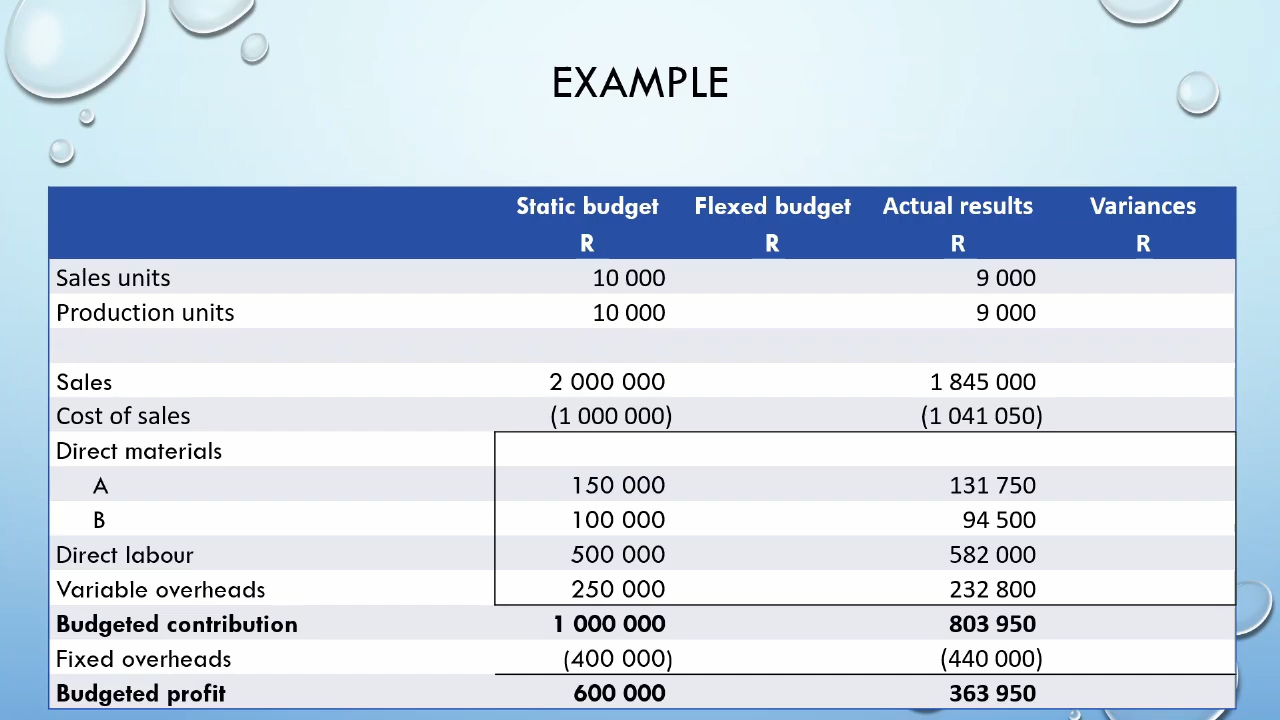 EXAMPLE
Static budget Flexed budget Actual results Variances
R R R R
Sales units 10 000 9 000
Production units 10 000 9 000
Sales 2 000 000 1 845 000
Cost of sales (1 000 000) (1 041 050)
Direct materials
A 150 000 131 750
B 100 000 94 500
Direct labour 500 000 582 000
Variable overheads 250 000 232 800
Budgeted contribution 1 000 000 803 950
Fixed overheads (400 000) (440 000)
Budgeted profit 600 000 363 950